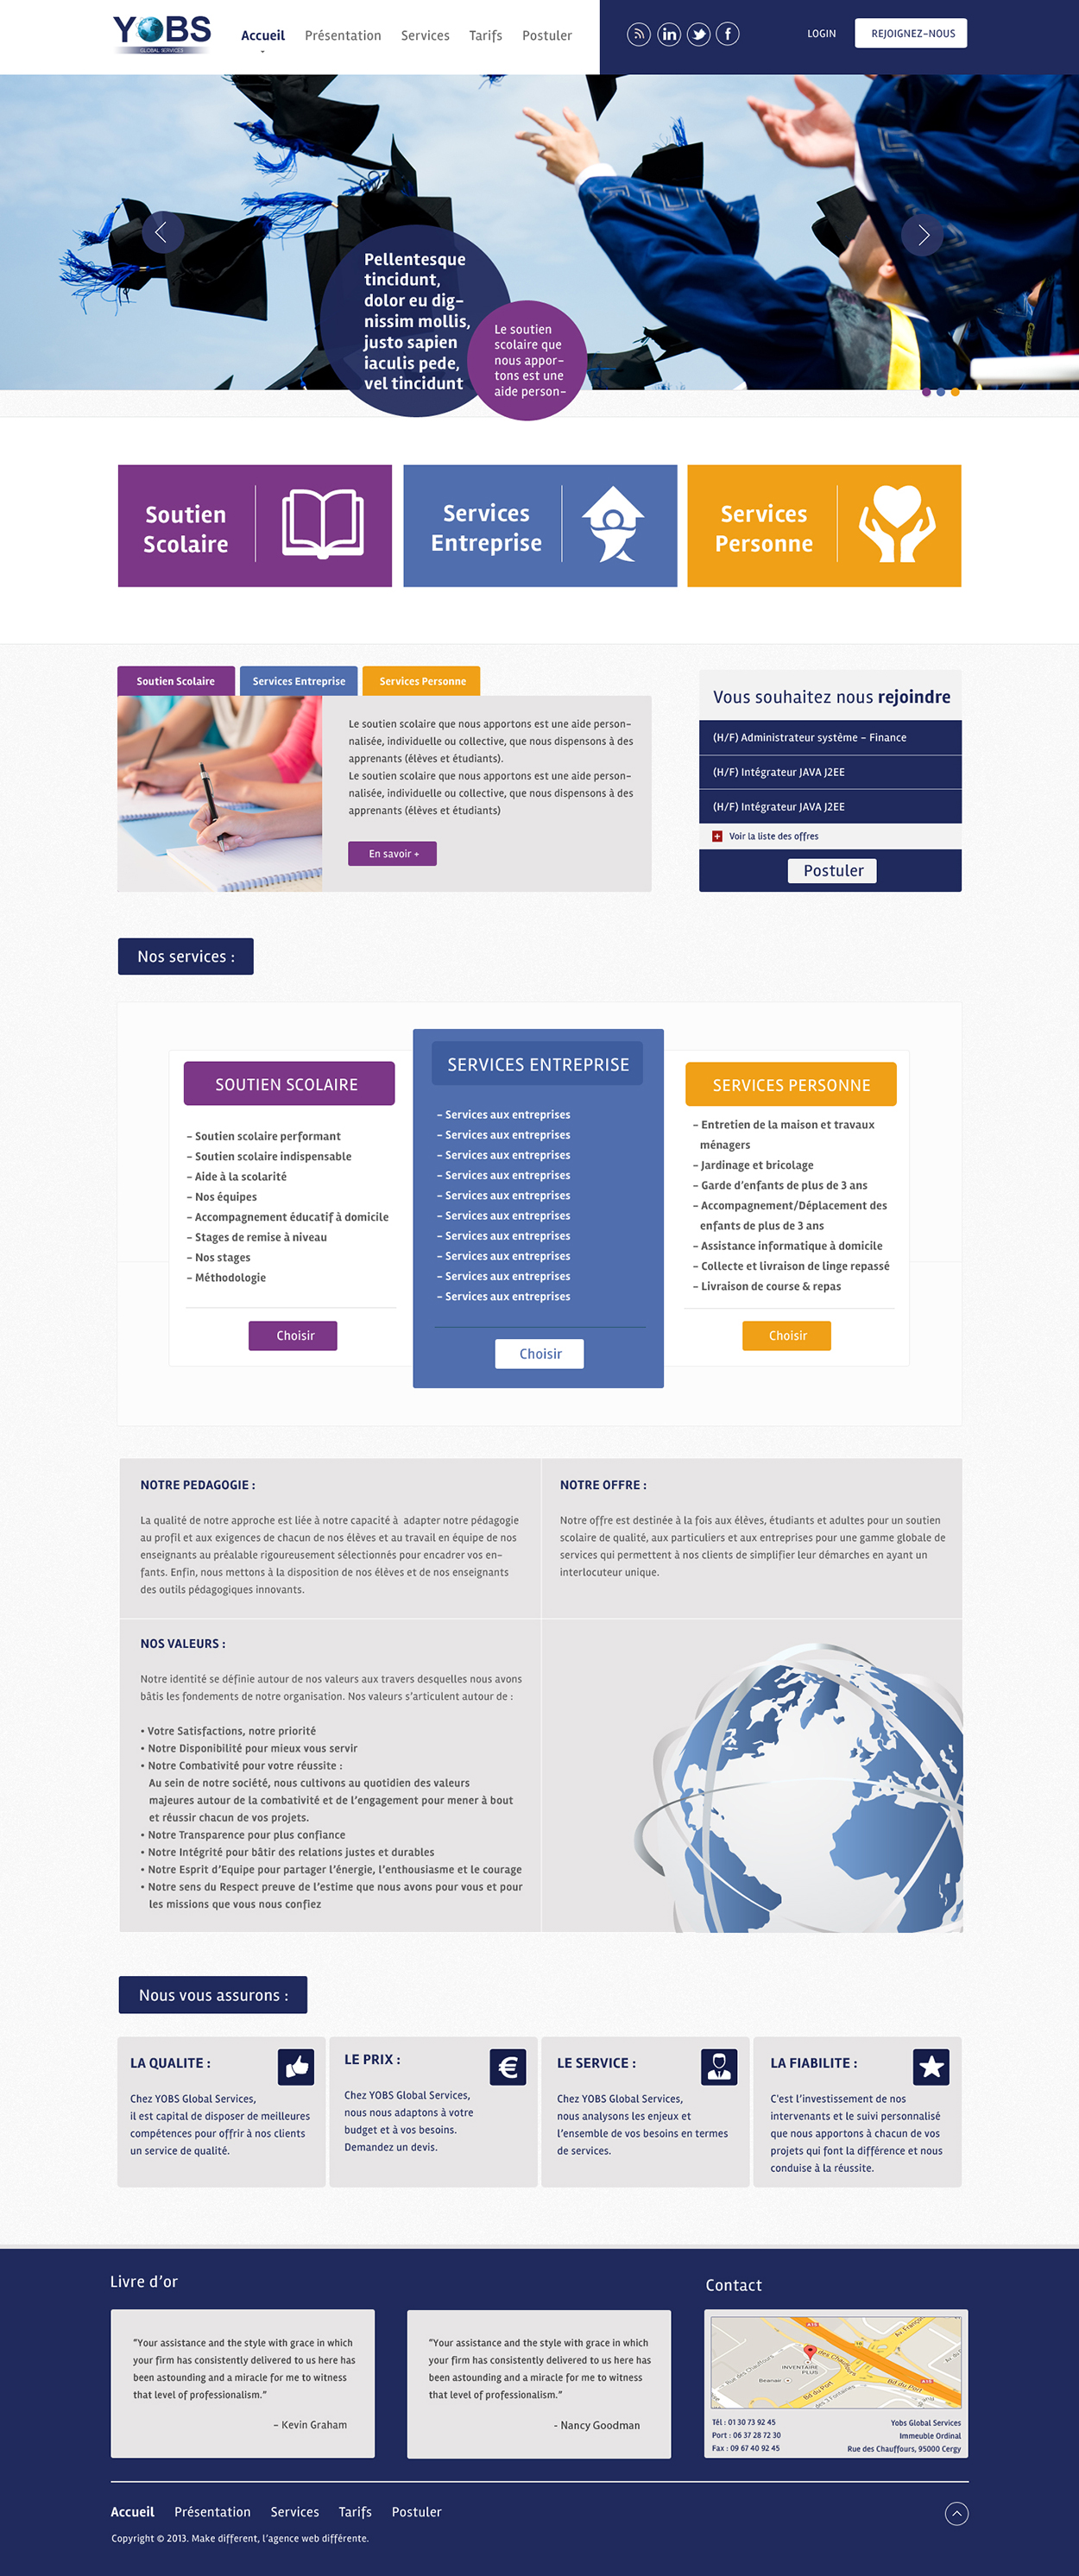 YOBS
GLOBAL SERVICES
Accueil Présentation Services Tarifs Postuler
LOGIN
REJOIGNEZ-NOUS
Pellentesque
tincidunt,
dolor eu dig-
nissim mollis,
justo sapien
iaculis pede,
vel tincidunt
Le soutien
scolaire que
nous appor-
tons est une
aide person-
Soutien
Scolaire
Services
Entreprise
Services
Personne
Soutien Scolaire
Services Entreprise
Services Personne
Le soutien scolaire que nous apportons est une aide person-
nalisée, individuelle ou collective, que nous dispensons à des
apprenants (élèves et étudiants).
Le soutien scolaire que nous apportons est une aide person-
nalisée, individuelle ou collective, que nous dispensons à des
apprenants (élèves et étudiants)
En savoir +
Vous souhaitez nous rejoindre
(H/F) Administrateur système - Finance
(H/F) Intégrateur JAVA J2EE
(H/F) Intégrateur JAVA J2EE
Voir la liste des offres
Postuler
Nos services :
SOUTIEN SCOLAIRE
- Soutien scolaire performant
- Soutien scolaire indispensable
- Aide à la scolarité
- Nos équipes
- Accompagnement éducatif à domicile
- Stages de remise à niveau
- Nos stages
- Méthodologie
Choisir
SERVICES ENTREPRISE
- Services aux entreprises
- Services aux entreprises
- Services aux entreprises
- Services aux entreprises
- Services aux entreprises
- Services aux entreprises
- Services aux entreprises
- Services aux entreprises
- Services aux entreprises
- Services aux entreprises
Choisir
SERVICES PERSONNE
- Entretien de la maison et travaux
ménagers
- Jardinage et bricolage
- Garde d'enfants de plus de 3 ans
- Accompagnement/Déplacement des
enfants de plus de 3 ans
- Assistance informatique à domicile
- Collecte et livraison de linge repassé
- Livraison de course & repas
Choisir
NOTRE PEDAGOGIE :
La qualité de notre approche est liée à notre capacité à adapter notre pédagogie
au profil et aux exigences de chacun de nos élèves et au travail en équipe de nos
enseignants au préalable rigoureusement sélectionnés pour encadrer vos en-
fants. Enfin, nous mettons à la disposition de nos élèves et de nos enseignants
des outils pédagogiques innovants.
NOTRE OFFRE :
Notre offre est destinée à la fois aux élèves, étudiants et adultes pour un soutien
scolaire de qualité, aux particuliers et aux entreprises pour une gamme globale de
services qui permettent à nos clients de simplifier leur démarches en ayant un
interlocuteur unique.
NOS VALEURS :
Notre identité se définie autour de nos valeurs aux travers desquelles nous avons
bâtis les fondements de notre organisation. Nos valeurs s'articulent autour de :
• Votre Satisfactions, notre priorité
• Notre Disponibilité pour mieux vous servir
• Notre Combativité pour votre réussite :
Au sein de notre société, nous cultivons au quotidien des valeurs
majeures autour de la combativité et de l'engagement pour mener à bout
et réussir chacun de vos projets.
• Notre Transparence pour plus confiance
• Notre Intégrité pour bâtir des relations justes et durables
• Notre Esprit d'Equipe pour partager l'énergie, l'enthousiasme et le courage
• Notre sens du Respect preuve de l'estime que nous avons pour vous et pour
les missions que vous nous confiez
Nous vous assurons :
LA QUALITE :
Chez YOBS Global Services,
il est capital de disposer de meilleures
compétences pour offrir à nos clients
un service de qualité.
LE PRIX :
Chez YOBS Global Services,
nous nous adaptons à votre
budget et à vos besoins.
Demandez un devis.
LE SERVICE :
Chez YOBS Global Services,
nous analysons les enjeux et
l'ensemble de vos besoins en termes
de services.
LA FIABILITE :
C'est l'investissement de nos
intervenants et le suivi personnalisé
que nous apportons à chacun de vos
projets qui font la différence et nous
conduise à la réussite.
Livre d'or
"Your assistance and the style with grace in which
your firm has consistently delivered to us here has
been astounding and a miracle for me to witness
that level of professionalism."
- Kevin Graham
"Your assistance and the style with grace in which
your firm has consistently delivered to us here has
been astounding and a miracle for me to witness
that level of professionalism."
- Nancy Goodman
Contact
A15
INVENTAIRE
PLUS
Beanair
Bd du Port
Bd du Port
A15
Tél : 01 30 73 92 45
Port : 06 37 28 72 30
Fax : 09 67 40 92 45
Yobs Global Services
Immeuble Ordinal
Rue des Chauffours, 95000 Cergy
Accueil Présentation Services Tarifs Postuler
Copyright © 2013. Make different, l'agence web différente.